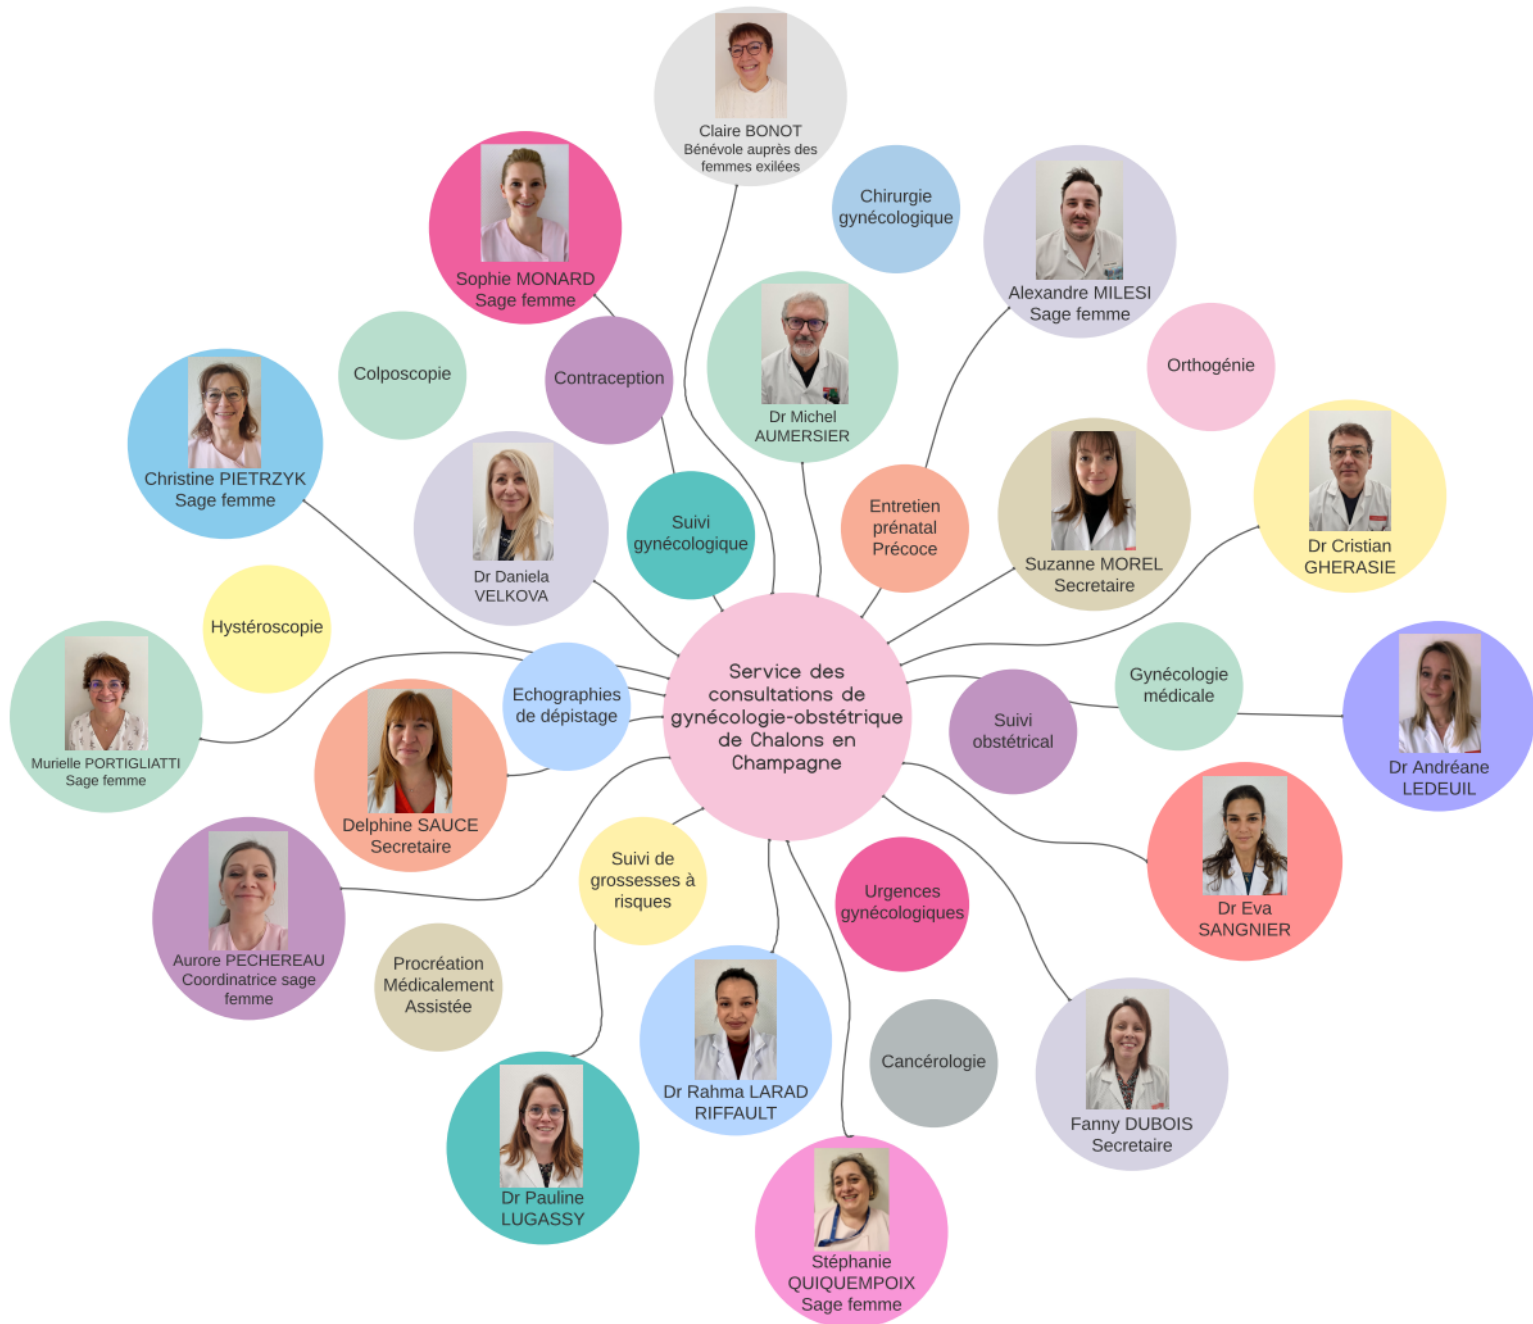 Claire BONOT
Bénévole auprès des
femmes exilées
Chirurgie
gynécologique
Sophie MONARD
Sage femme
Alexandre MILESI
Sage femme
Colposcopie
Contraception
Orthogénie
Dr Michel
AUMERSIER
Christine PIETRZYK
Sage femme
Suivi
gynécologique
Entretien
prénatal
Précoce
Suzanne MOREL
Secretaire
Dr Cristian
GHERASIE
Dr Daniela
VELKOVA
Hystéroscopie
Echographies
de dépistage
Service des
consultations de
gynécologie-obstétrique
de Chalons en
Champagne
Suivi
obstétrical
Gynécologie
médicale
Murielle PORTIGLIATTI
Sage femme
Dr Andréane
LEDEUIL
Delphine SAUCE
Secretaire
Suivi de
grossesses à
risques
Urgences
gynécologiques
Dr Eva
SANGNIER
Aurore PECHEREAU
Coordinatrice sage
femme
Procréation
Médicalement
Assistée
Cancérologie
Dr Rahma LARAD
RIFFAULT
Fanny DUBOIS
Secretaire
Dr Pauline
LUGASSY
Stéphanie
QUIQUEMPOIX
Sage femme